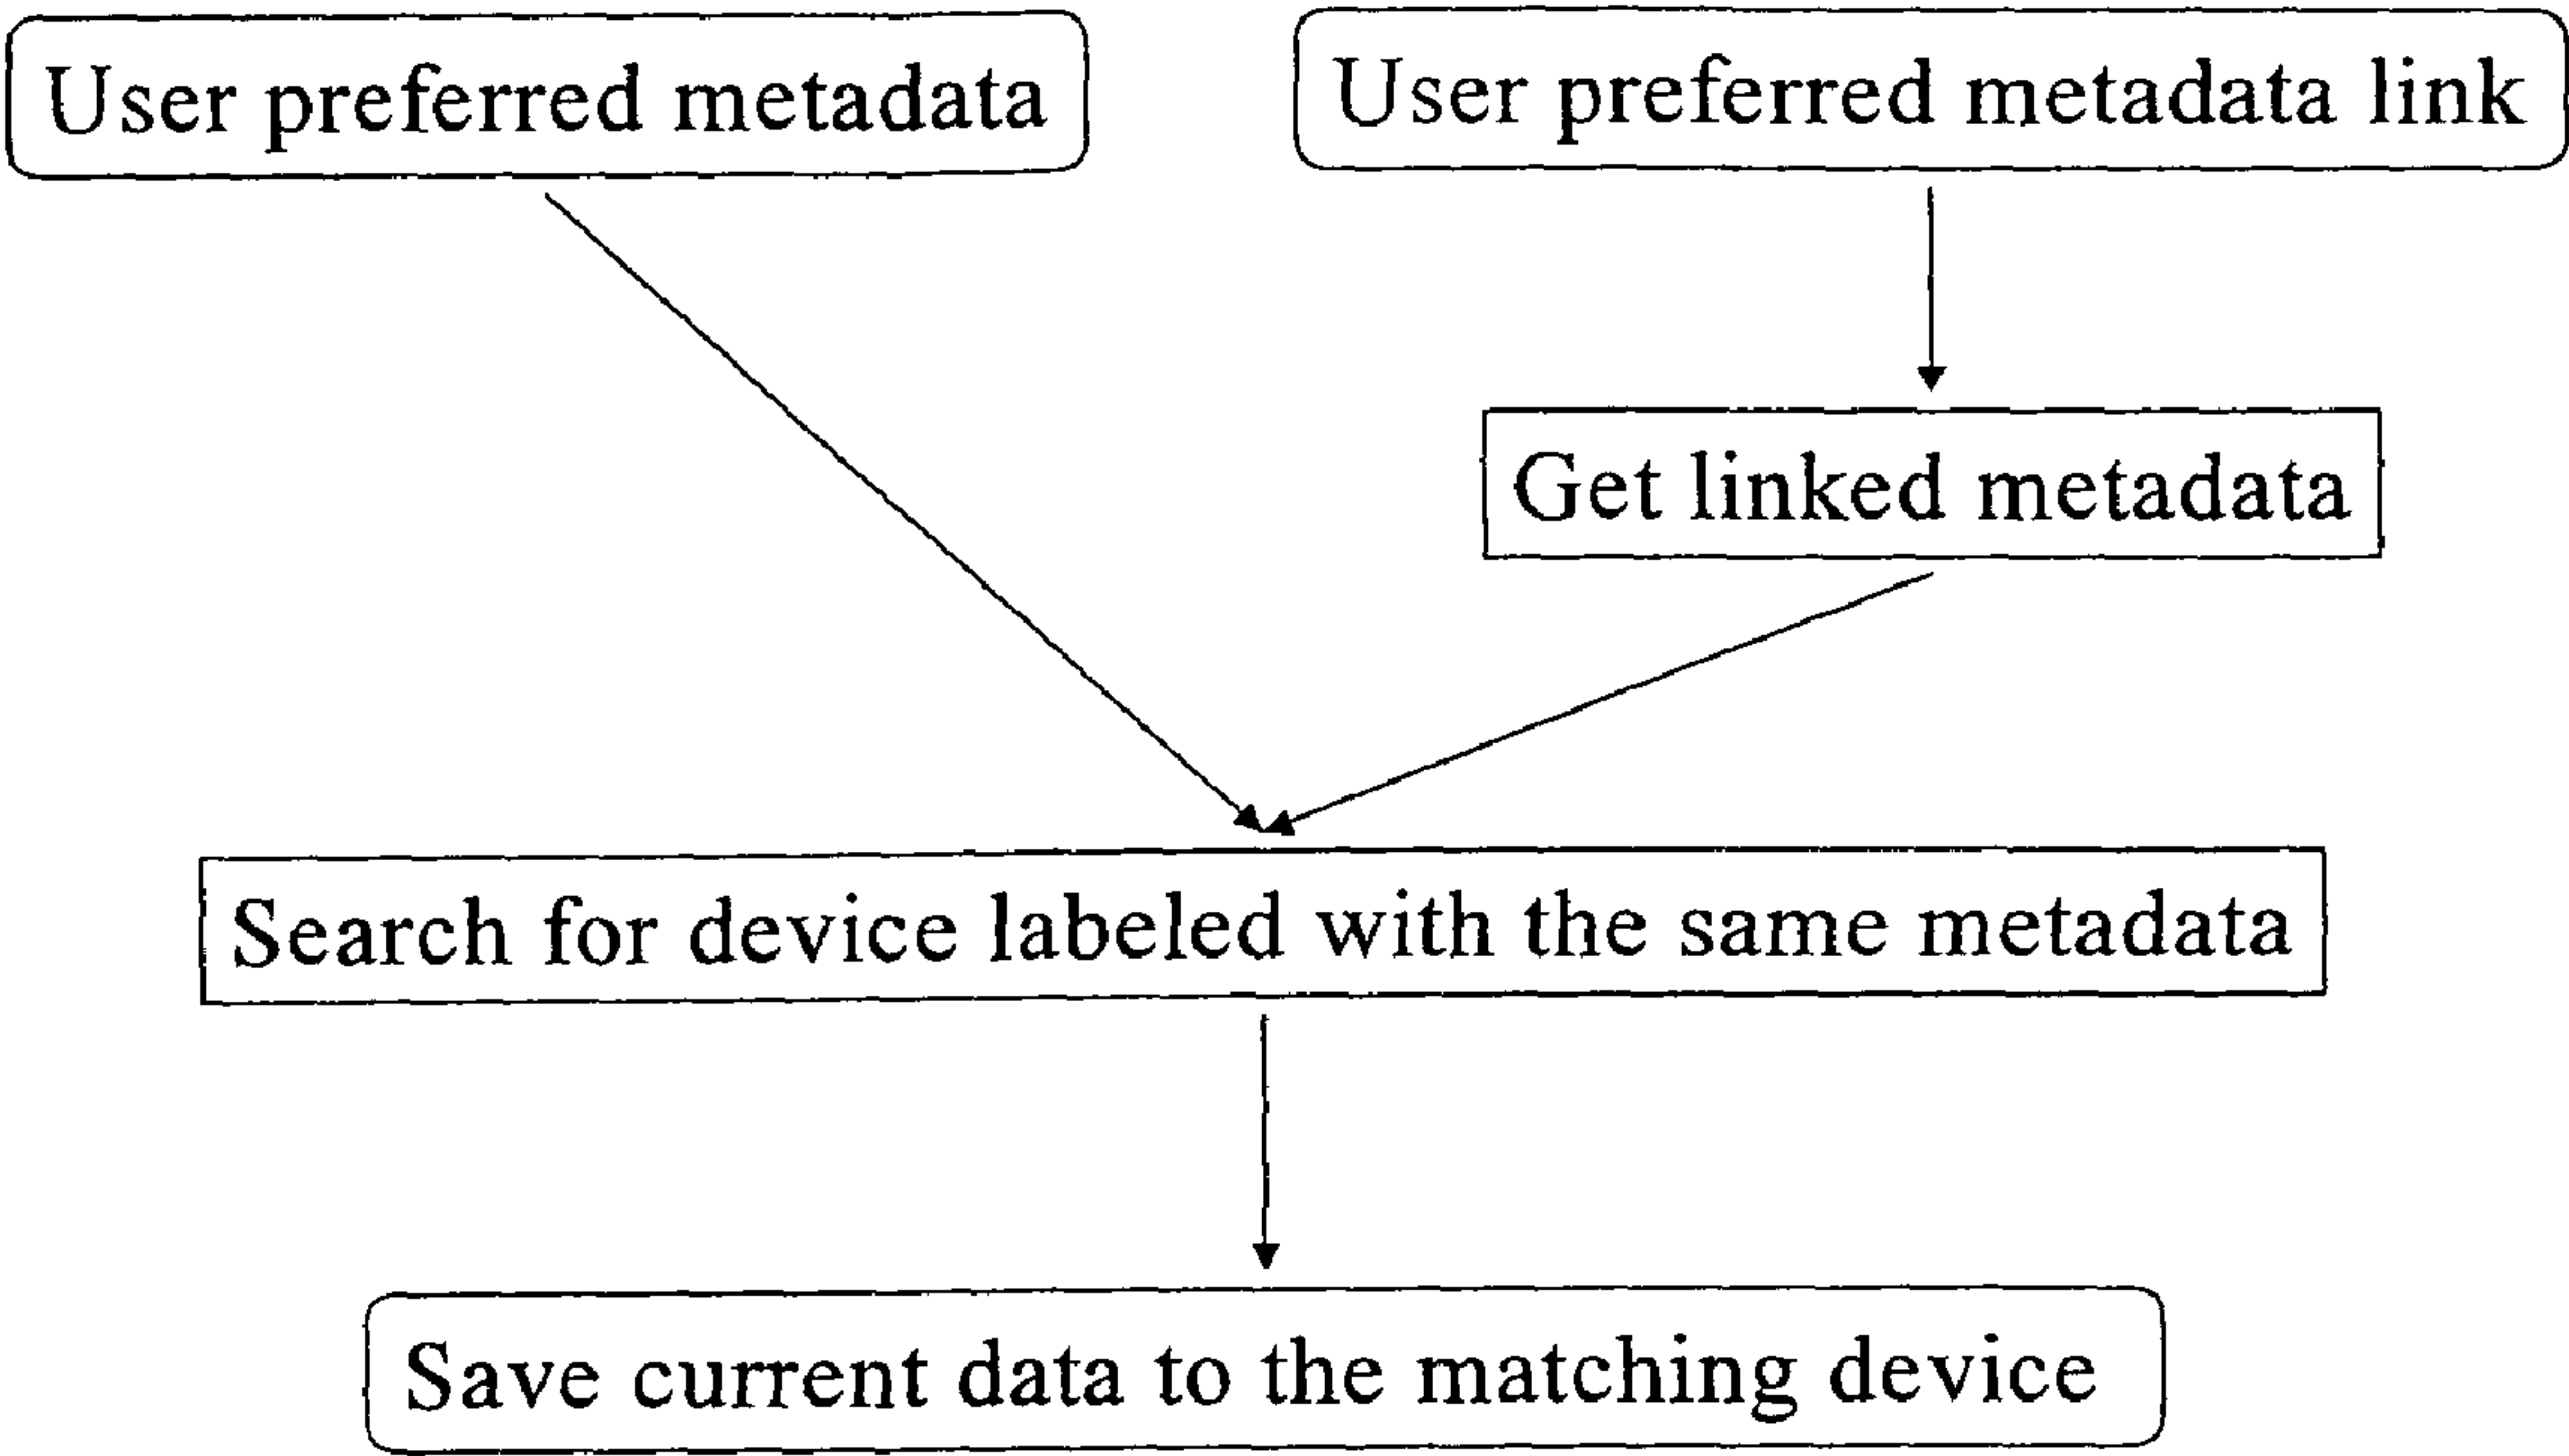 User preferred metadata
User preferred metadata link
Get linked metadata
Search for device labeled with the same metadata
Save current data to the matching device